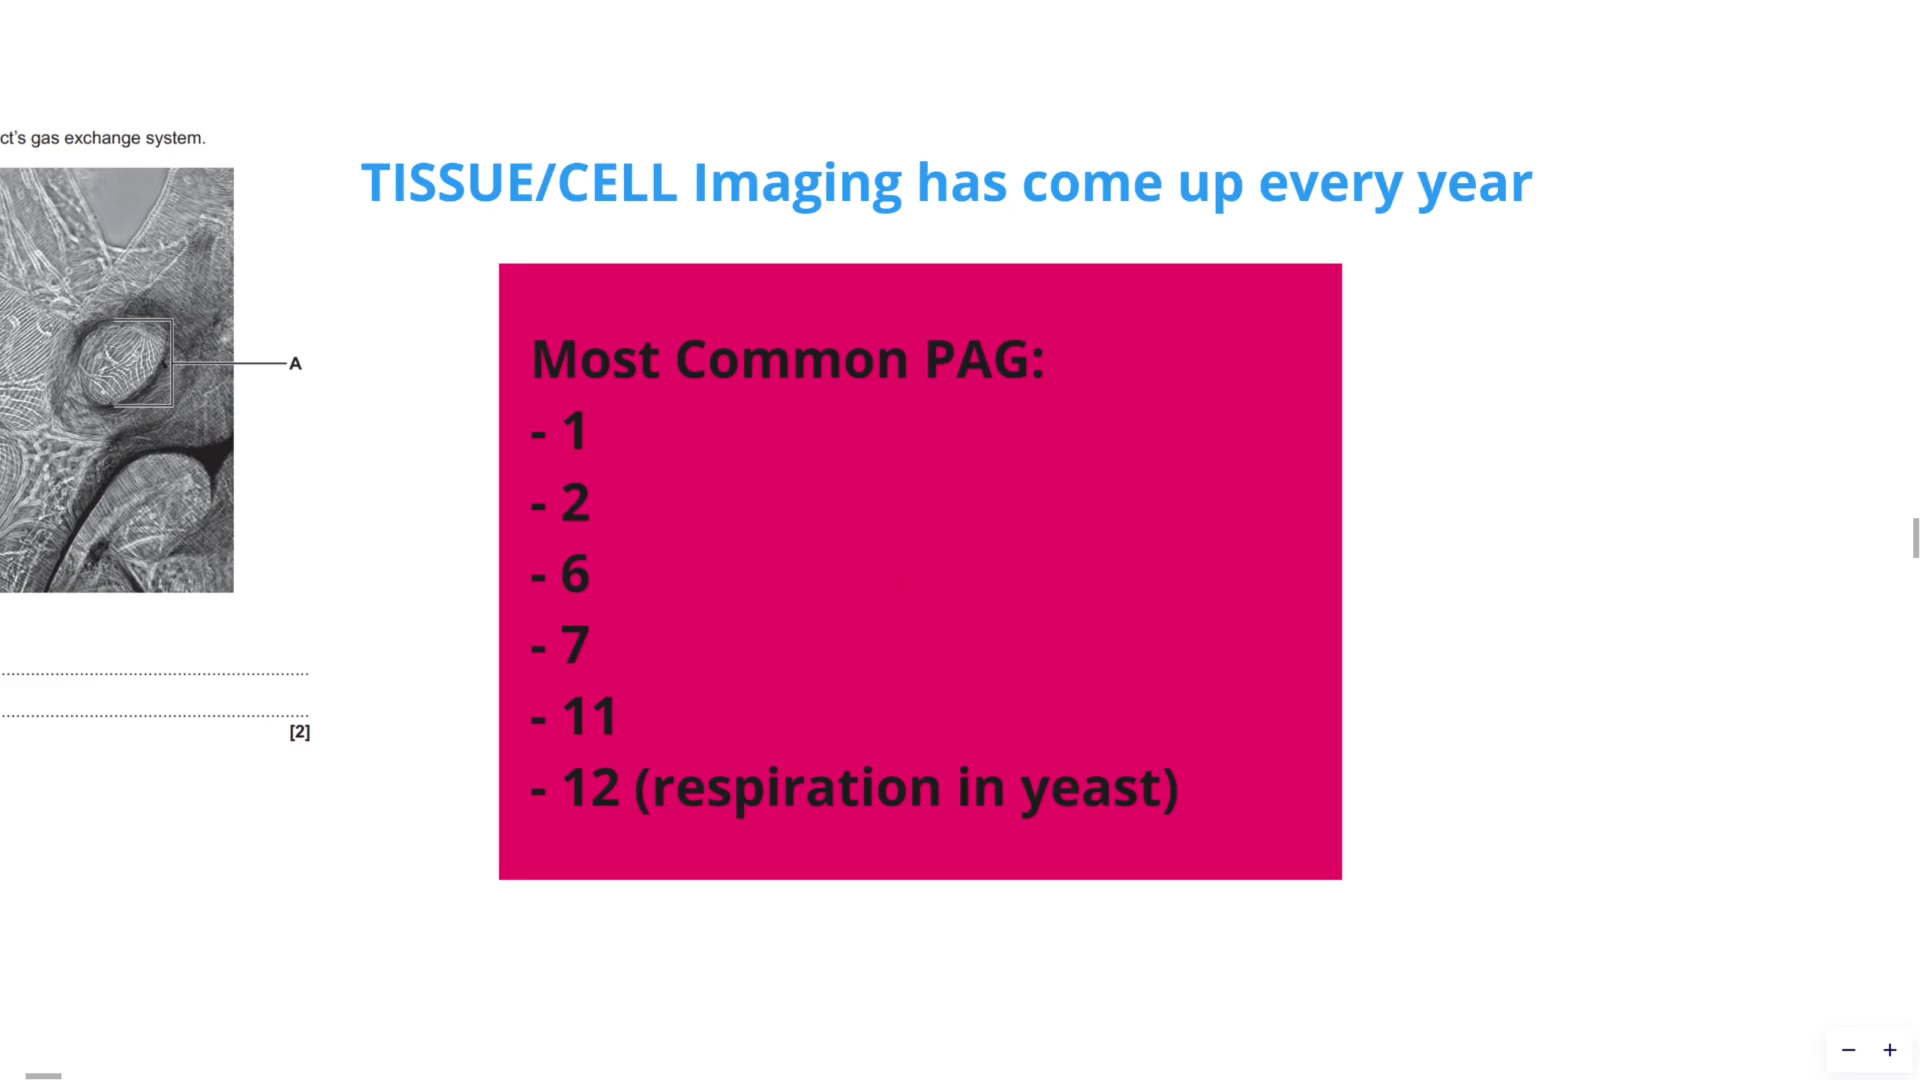 ct's gas exchange system.
A
[2]
TISSUE/CELL Imaging has come up every year
Most Common PAG:
- 1
- 2
- 6
- 7
- 11
- 12 (respiration in yeast)